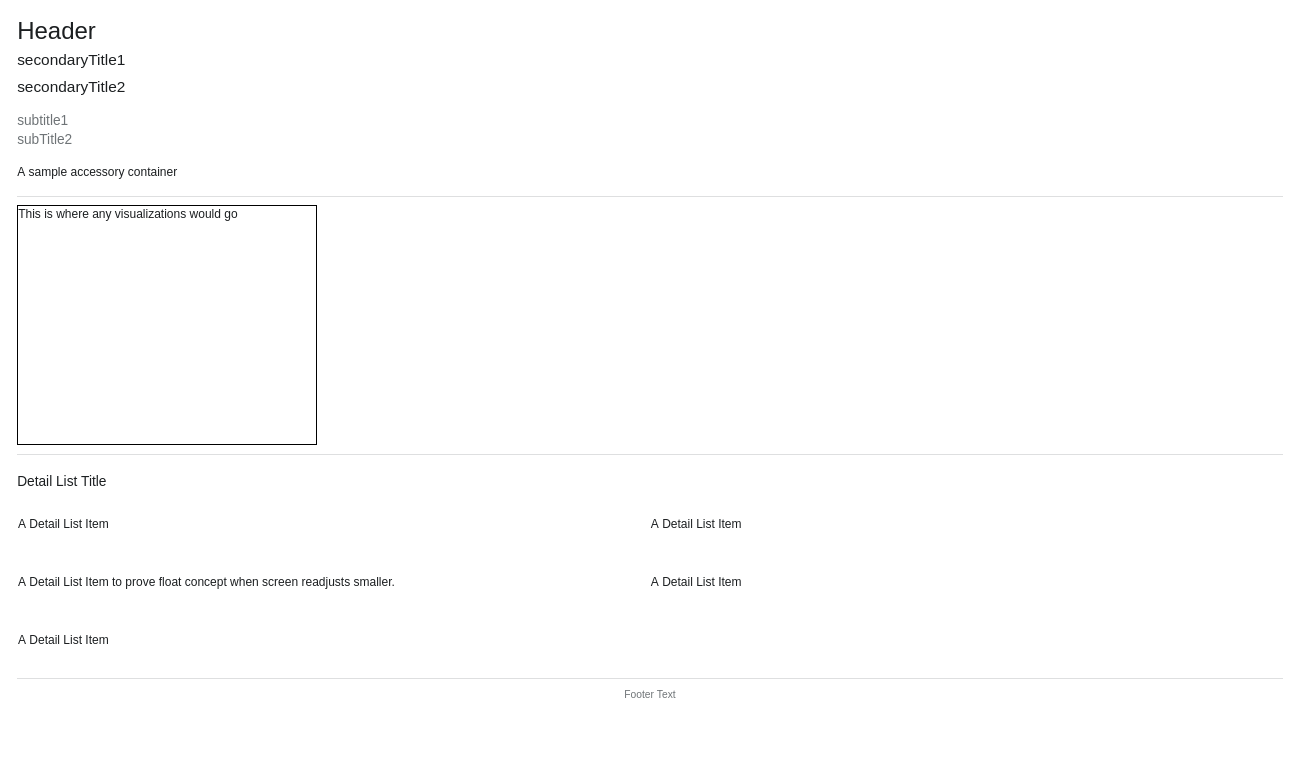 Header
secondaryTitle1
secondaryTitle2
subtitle1
subTitle2
A sample accessory container
This is where any visualizations would go
Detail List Title
A Detail List Item
A Detail List Item
A Detail List Item to prove float concept when screen readjusts smaller.
A Detail List Item
A Detail List Item
Footer Text